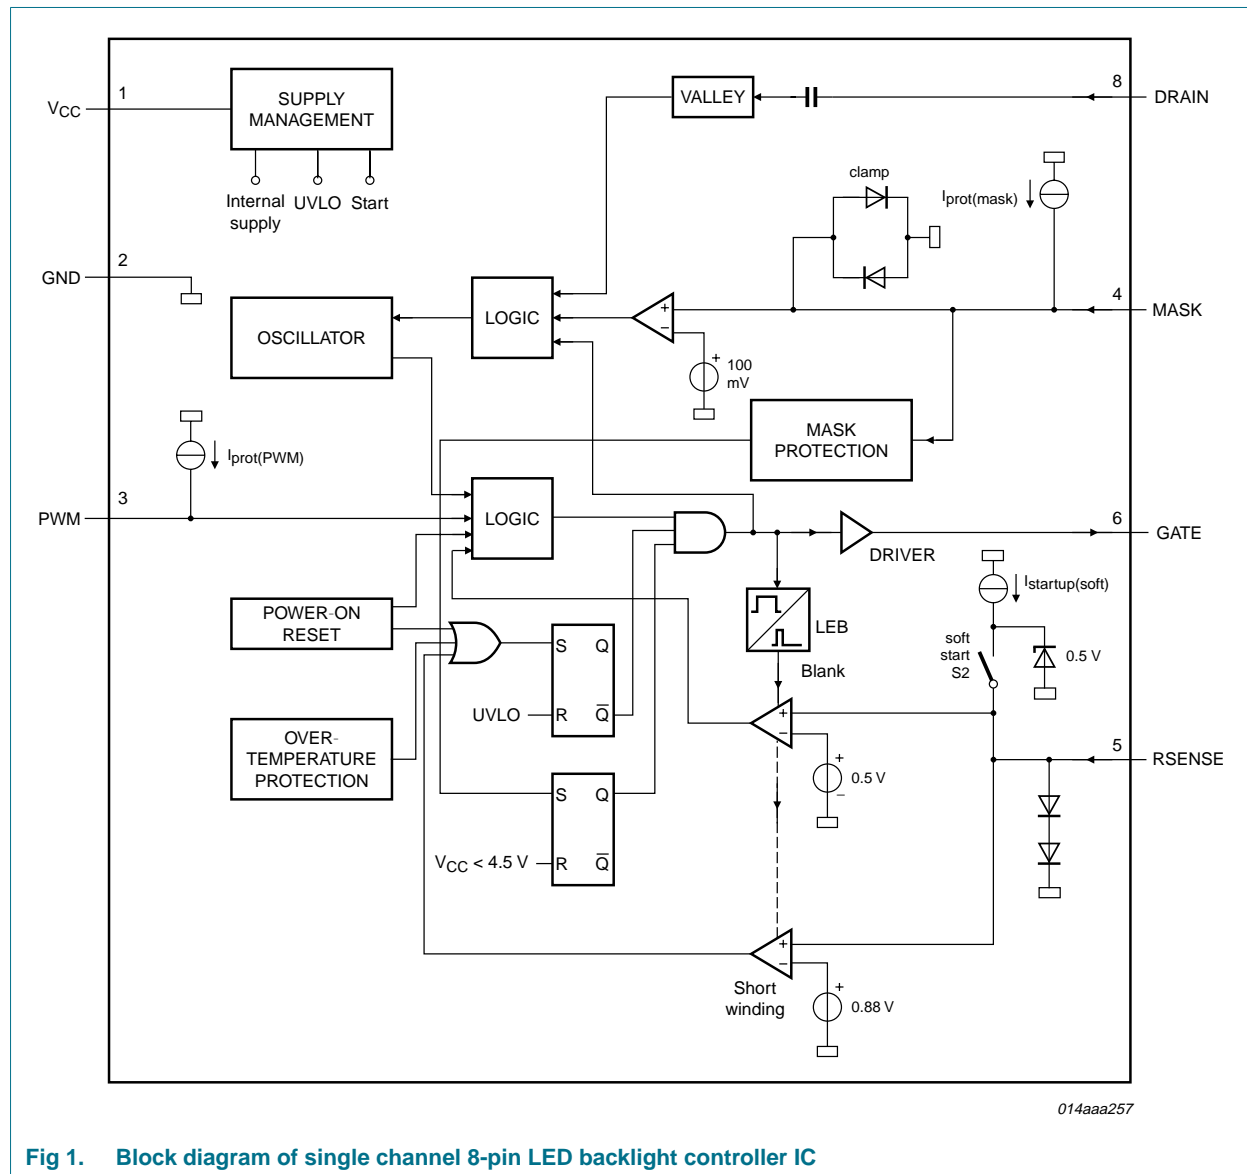 1
8
VCC
SUPPLY
MANAGEMENT
VALLEY
DRAIN
Internal
supply
UVLO
Start
clamp
Iprot(mask)
2
GND
OSCILLATOR
LOGIC
+
−
4
MASK
+
100
mV
MASK
PROTECTION
Iprot(PWM)
3
PWM
LOGIC
6
GATE
DRIVER
Istartup(soft)
POWER-ON
RESET
LEB
soft
start
S2
0.5 V
S Q
Blank
UVLO
R Q̅
+
−
OVER-
TEMPERATURE
PROTECTION
+
0.5 V
−
5
RSENSE
S Q
VCC < 4.5 V
R Q̅
+
−
Short
winding
+
0.88 V
014aaa257
Fig 1. Block diagram of single channel 8-pin LED backlight controller IC